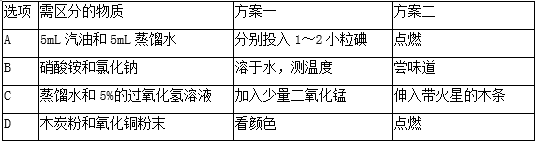 选项 需区分的物质 方案一 方案二
A 5mL 汽油和 5mL 蒸馏水 分别投入 1～2 小粒碘 点燃
B 硝酸铵和氯化钠 溶于水，测温度 尝味道
C 蒸馏水和 5%的过氧化氢溶液 加入少量二氧化锰 伸入带火星的木条
D 木炭粉和氧化铜粉末 看颜色 点燃